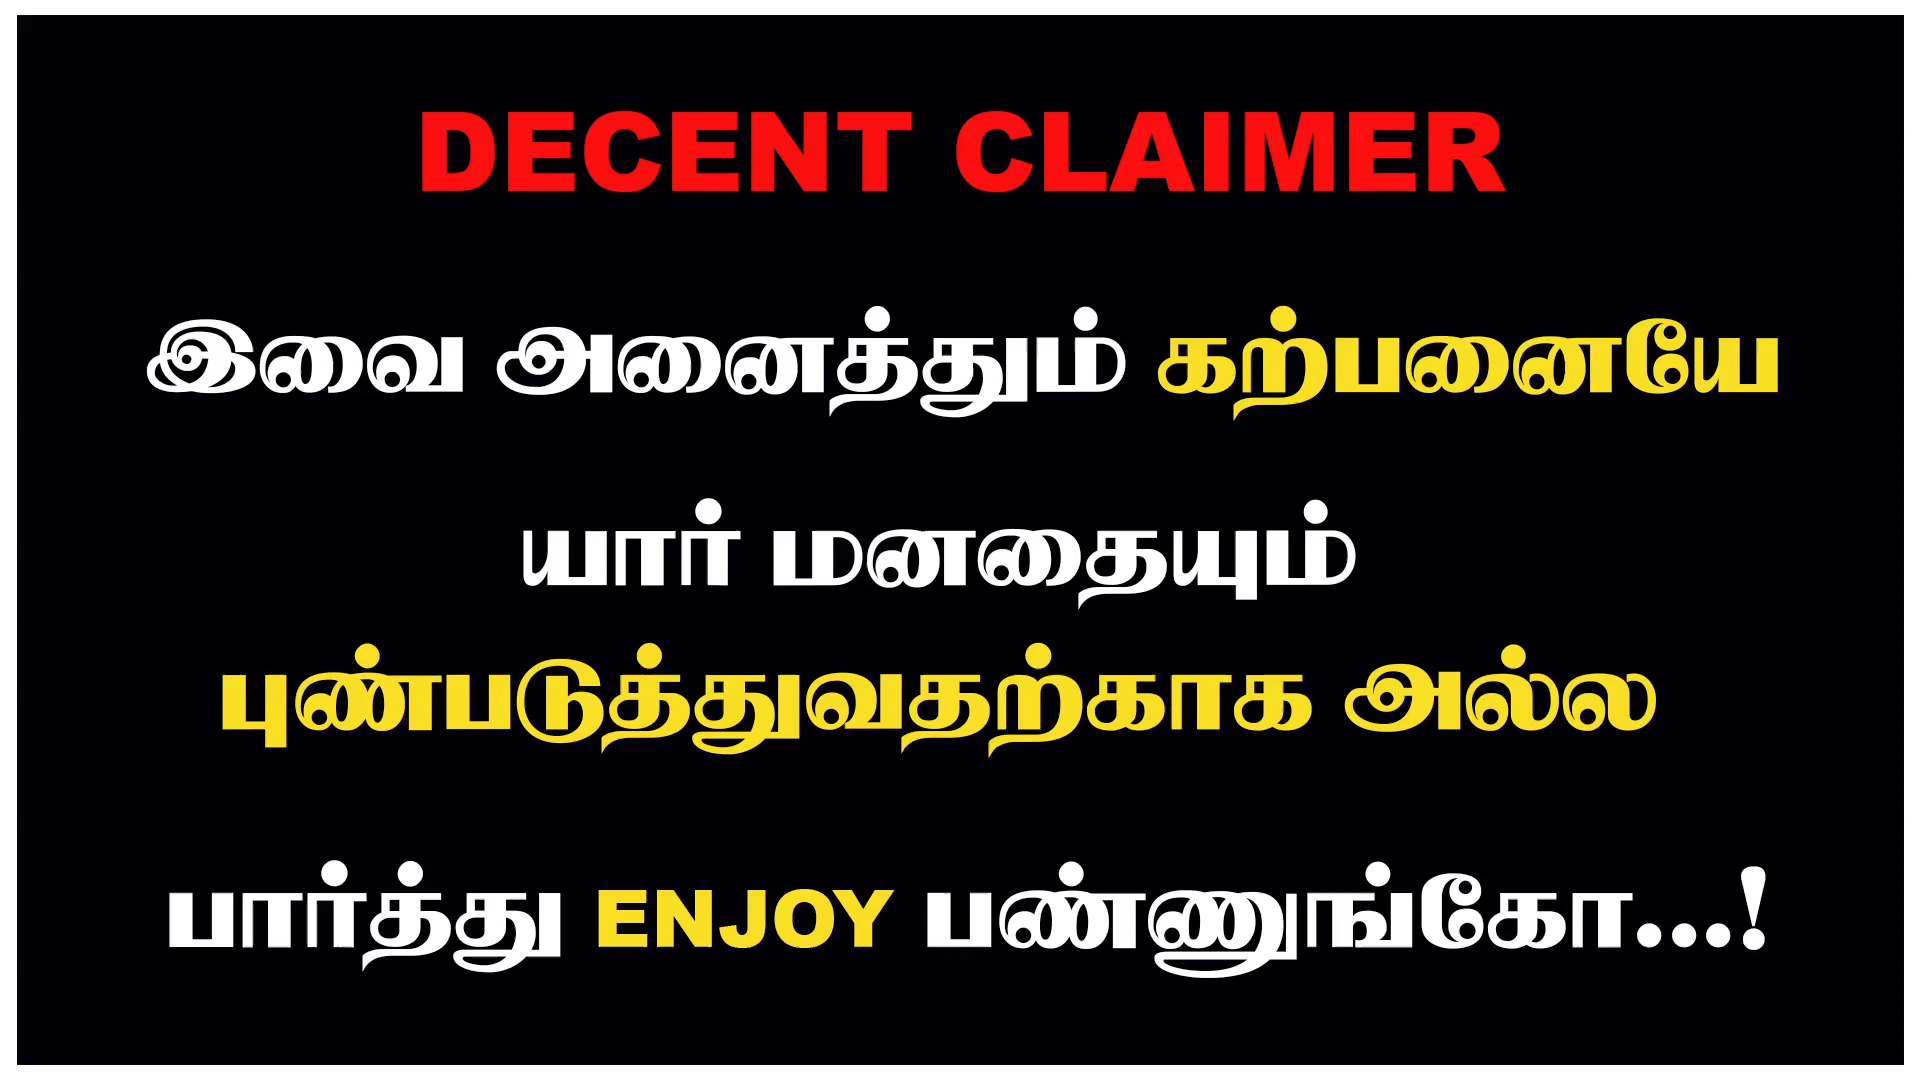 DECENT CLAIMER
இவை அனைத்தும் கற்பனையே
யார் மனதையும்
புண்படுத்துவதற்காக அல்ல
பார்த்து ENJOY பண்ணுங்கோ...!